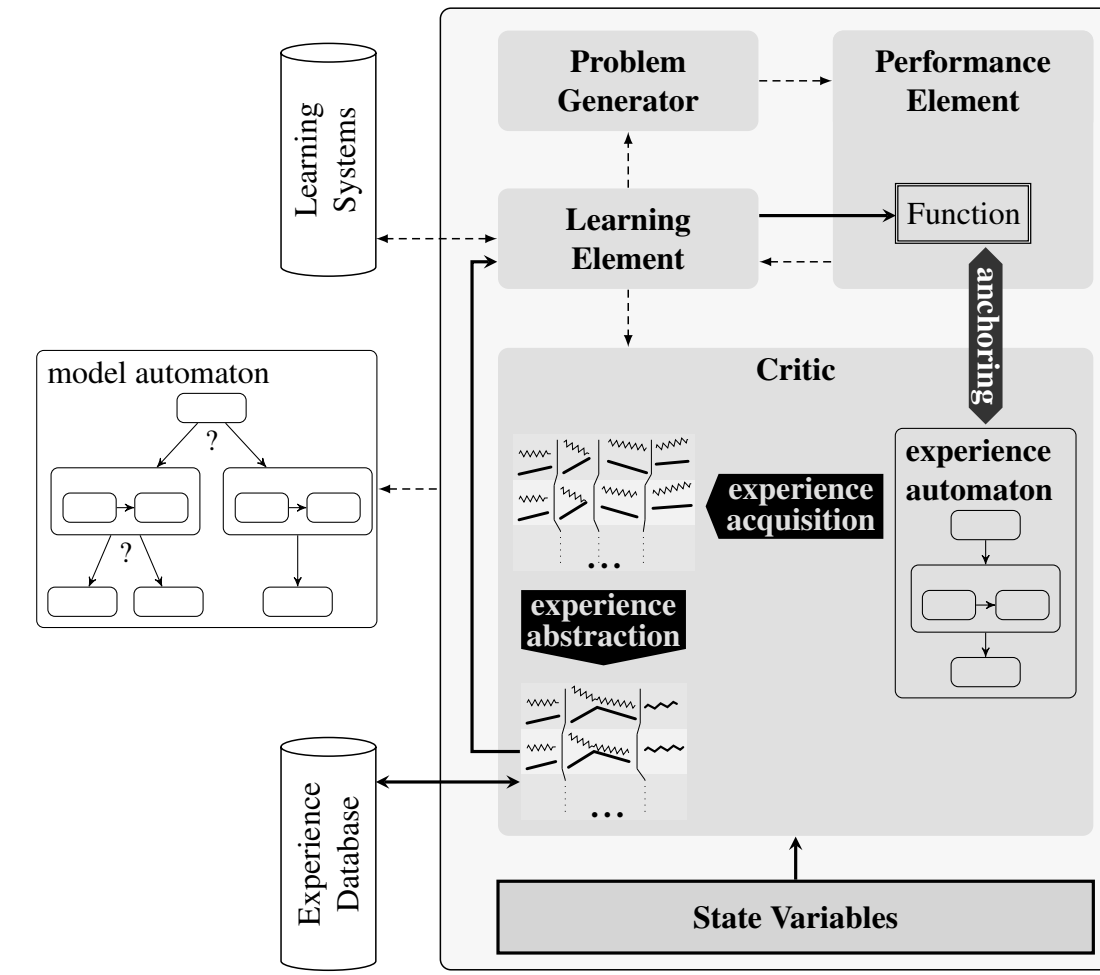 Problem
Generator
Performance
Element
Learning
Systems
Learning
Element
Function
anchoring
model automaton
?
?
Critic
experience
automaton
experience
acquisition
...
experience
abstraction
...
Experience
Database
State Variables